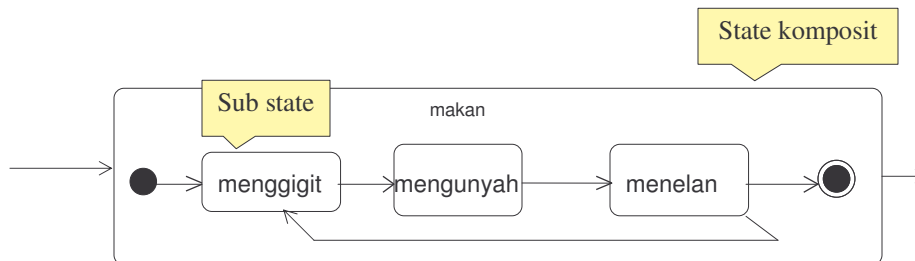 State komposit
Sub state
makan
menggigit
mengunyah
menelan